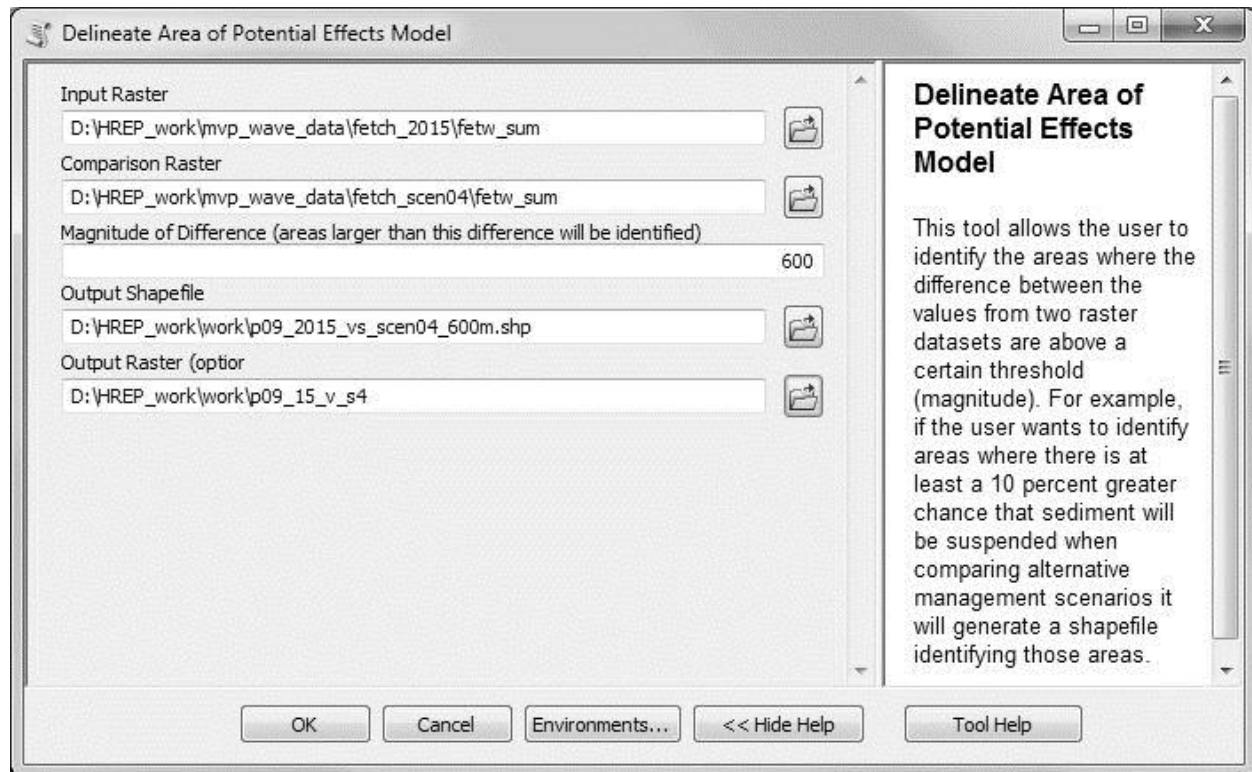 Delineate Area of Potential Effects Model
Input Raster
D:\HREP_work\mvp_wave_data\fetch_2015\fetw_sum
Comparison Raster
D:\HREP_work\mvp_wave_data\fetch_scen04\fetw_sum
Magnitude of Difference (areas larger than this difference will be identified)
600
Output Shapefile
D:\HREP_work\work\p09_2015_vs_scen04_600m.shp
Output Raster (optior
D:\HREP_work\work\p09_15_v_s4
Delineate Area of
Potential Effects
Model
This tool allows the user to
identify the areas where the
difference between the
values from two raster
datasets are above a
certain threshold
(magnitude). For example,
if the user wants to identify
areas where there is at
least a 10 percent greater
chance that sediment will
be suspended when
comparing alternative
management scenarios it
will generate a shapefile
identifying those areas.
OK
Cancel
Environments...
<< Hide Help
Tool Help